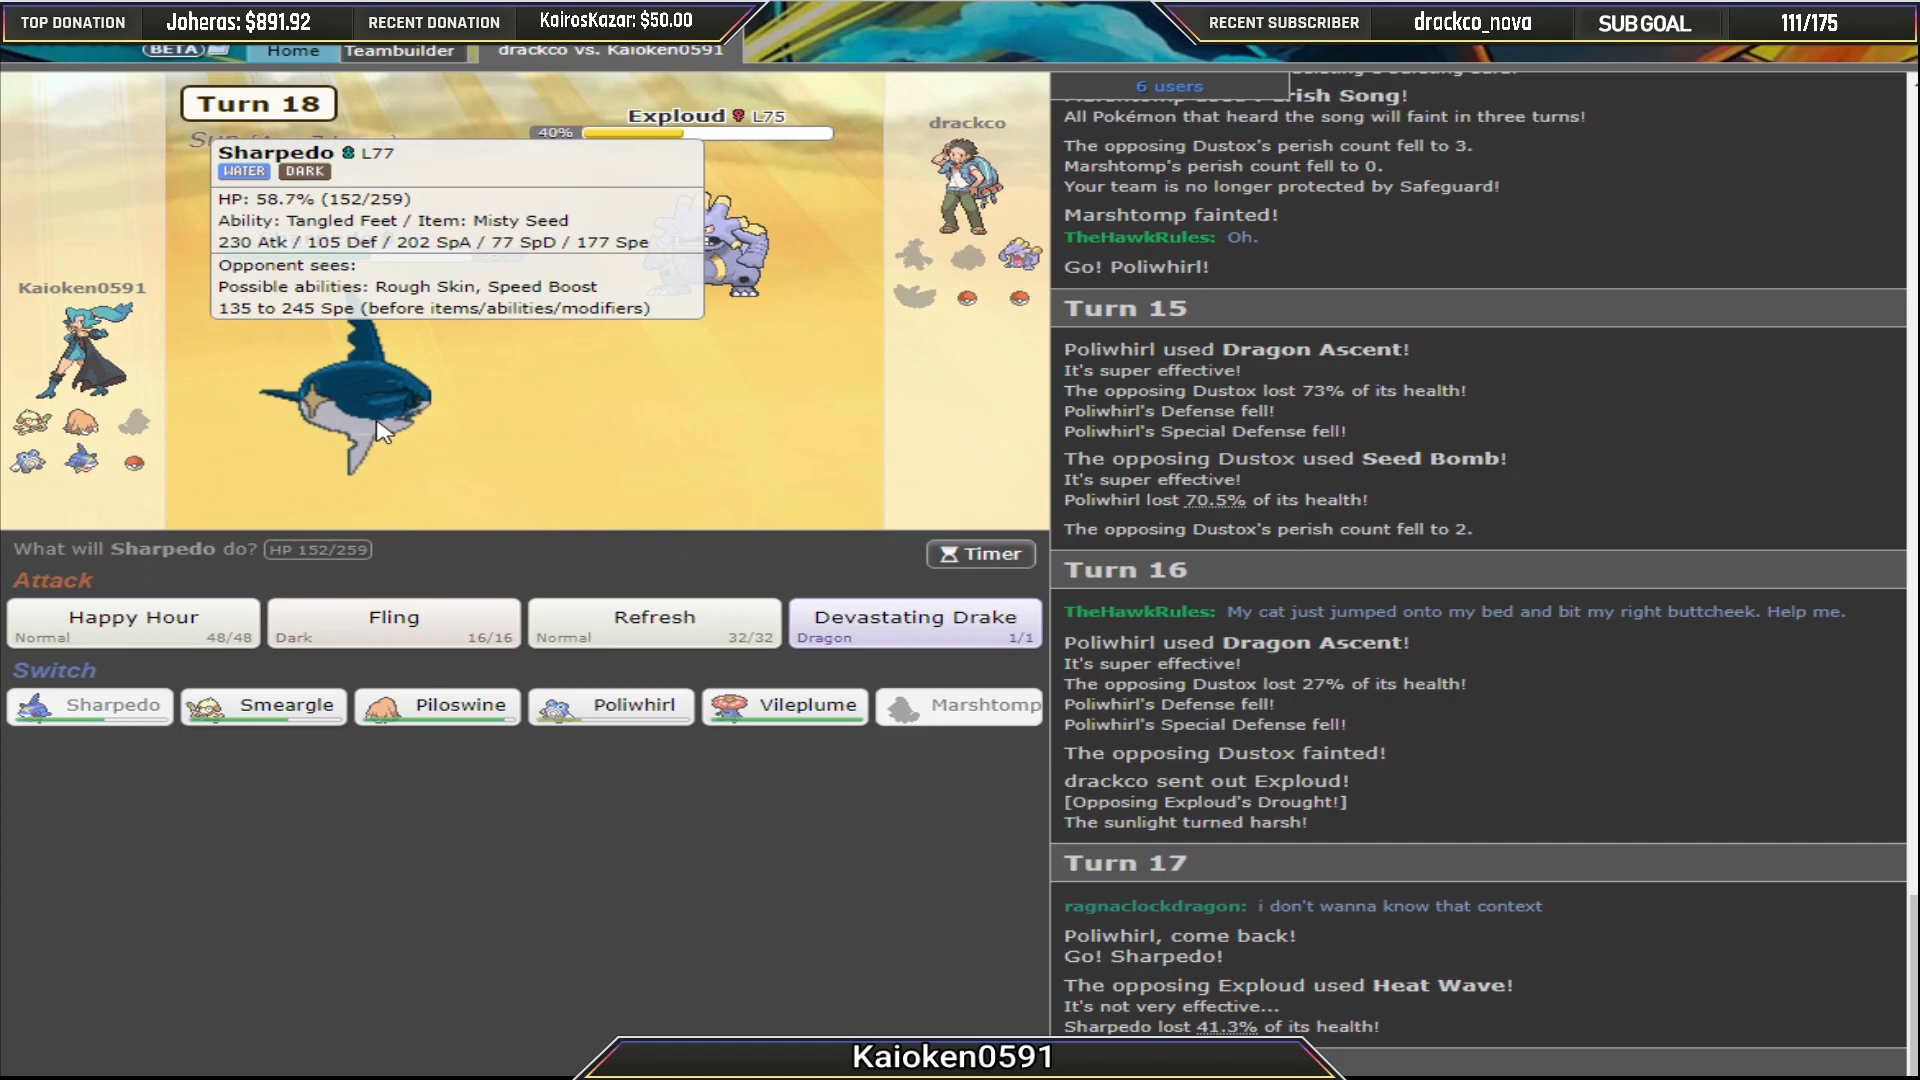 TOP DONATION
Joheras: $891.92
RECENT DONATION
KairosKazar: $50.00
RECENT SUBSCRIBER
drackco_nova
SUB GOAL
111/175
BETA
Home
Teambuilder
drackco vs. Kaioken0591
Turn 18
Exploud L75
40%
Sharpedo L77
WATER DARK
HP: 58.7% (152/259)
Ability: Tangled Feet / Item: Misty Seed
230 Atk / 105 Def / 202 SpA / 77 SpD / 177 Spe
Opponent sees:
Possible abilities: Rough Skin, Speed Boost
135 to 245 Spe (before items/abilities/modifiers)
Kaioken0591
drackco
What will Sharpedo do? HP 152/259
Timer
Attack
Happy Hour
Normal 48/48
Fling
Dark 16/16
Refresh
Normal 32/32
Devastating Drake
Dragon 1/1
Switch
Sharpedo
Smeargle
Piloswine
Poliwhirl
Vileplume
Marshtomp
6 users
rish Song!
All Pokémon that heard the song will faint in three turns!
The opposing Dustox's perish count fell to 3.
Marshtomp's perish count fell to 0.
Your team is no longer protected by Safeguard!
Marshtomp fainted!
TheHawkRules: Oh.
Go! Poliwhirl!
Turn 15
Poliwhirl used Dragon Ascent!
It's super effective!
The opposing Dustox lost 73% of its health!
Poliwhirl's Defense fell!
Poliwhirl's Special Defense fell!
The opposing Dustox used Seed Bomb!
It's super effective!
Poliwhirl lost 70.5% of its health!
The opposing Dustox's perish count fell to 2.
Turn 16
TheHawkRules: My cat just jumped onto my bed and bit my right buttcheek. Help me.
Poliwhirl used Dragon Ascent!
It's super effective!
The opposing Dustox lost 27% of its health!
Poliwhirl's Defense fell!
Poliwhirl's Special Defense fell!
The opposing Dustox fainted!
drackco sent out Exploud!
[Opposing Exploud's Drought!]
The sunlight turned harsh!
Turn 17
ragnaclockdragon: i don't wanna know that context
Poliwhirl, come back!
Go! Sharpedo!
The opposing Exploud used Heat Wave!
It's not very effective...
Sharpedo lost 41.3% of its health!
Kaioken0591